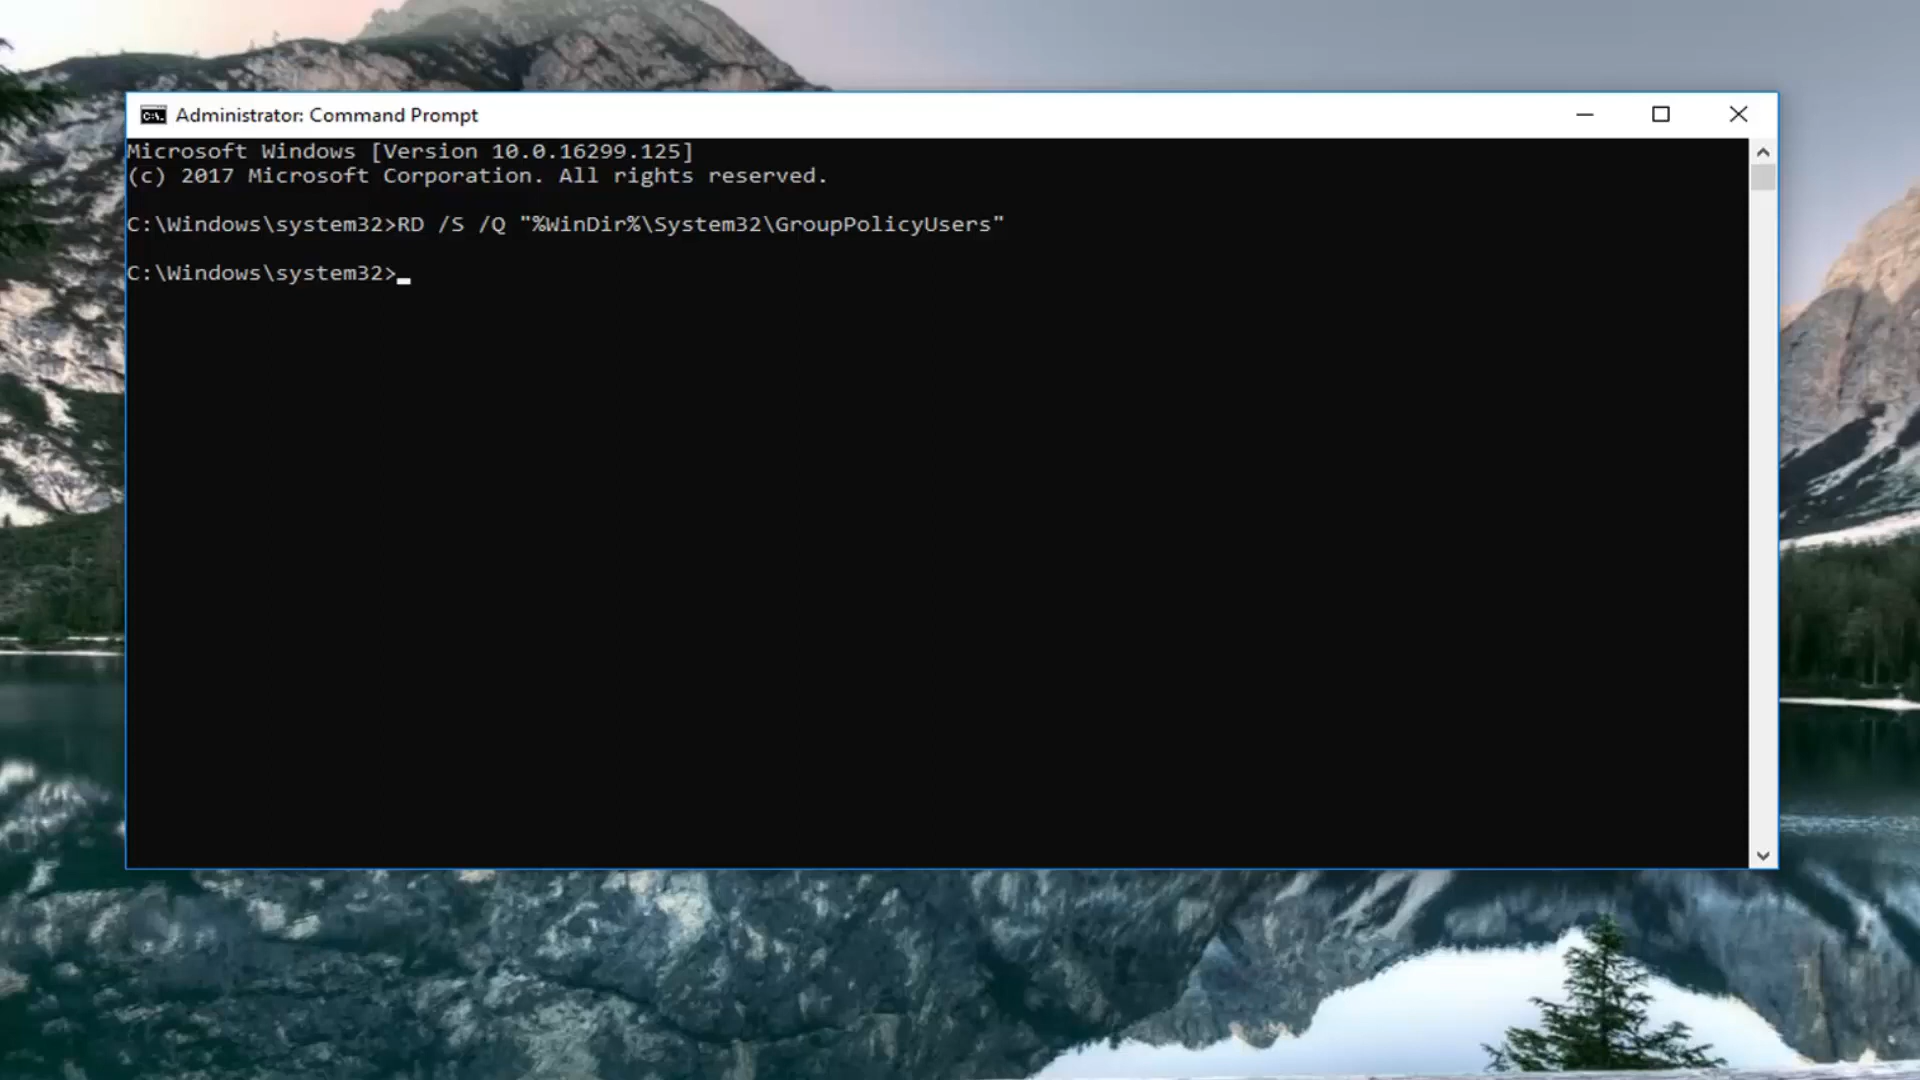 Administrator: Command Prompt
Microsoft Windows [Version 10.0.16299.125]
(c) 2017 Microsoft Corporation. All rights reserved.
C:\Windows\system32>RD /S /Q "%WinDir%\System32\GroupPolicyUsers"
C:\Windows\system32>